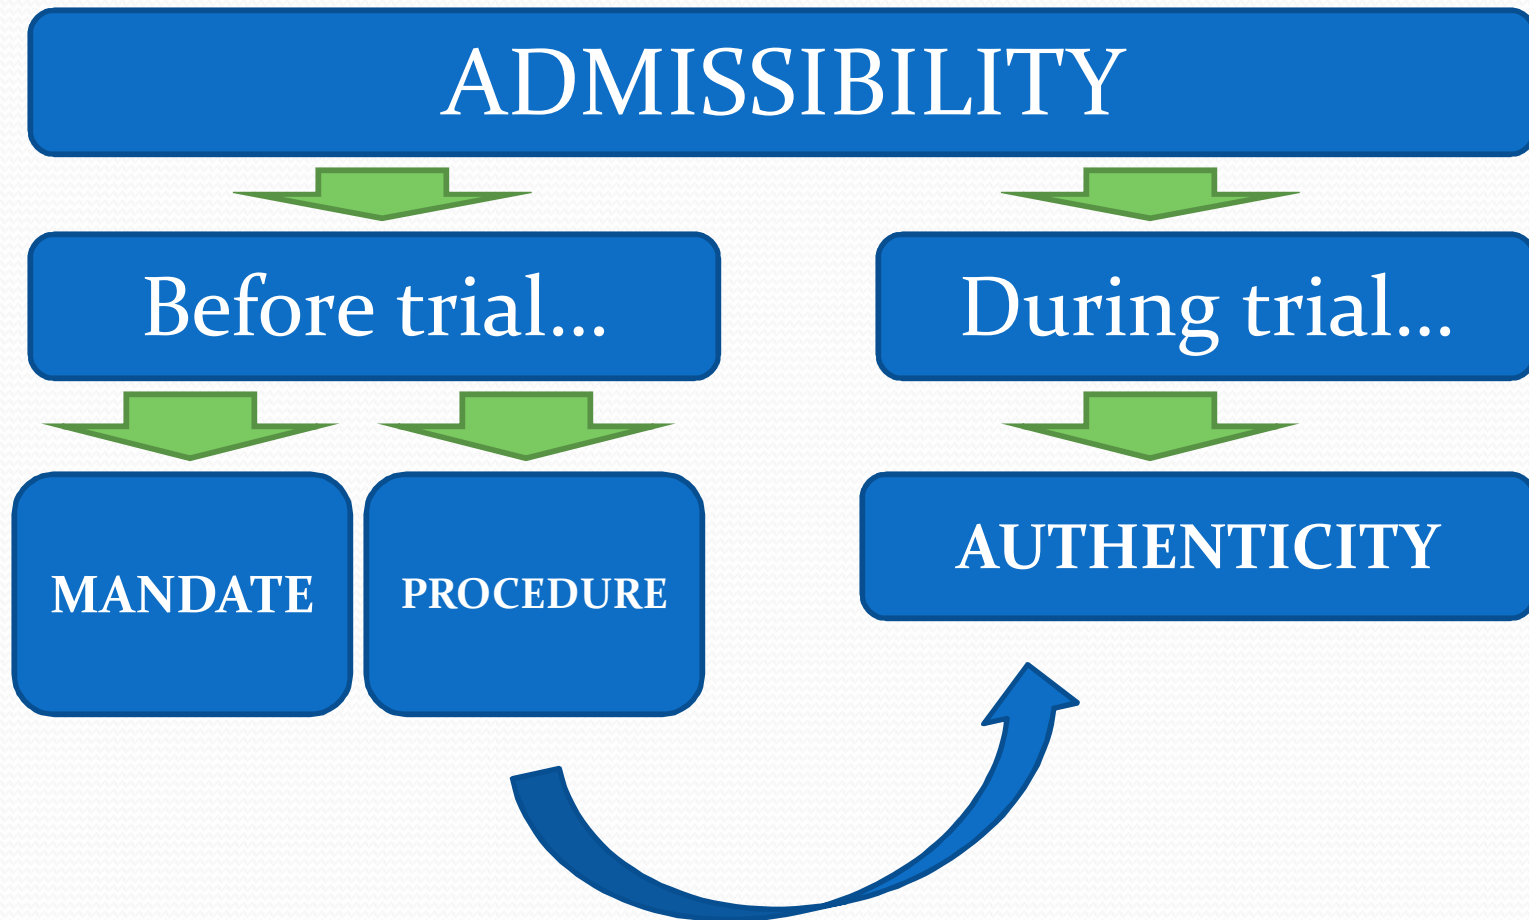 ADMISSIBILITY
Before trial...
During trial...
MANDATE
PROCEDURE
AUTHENTICITY